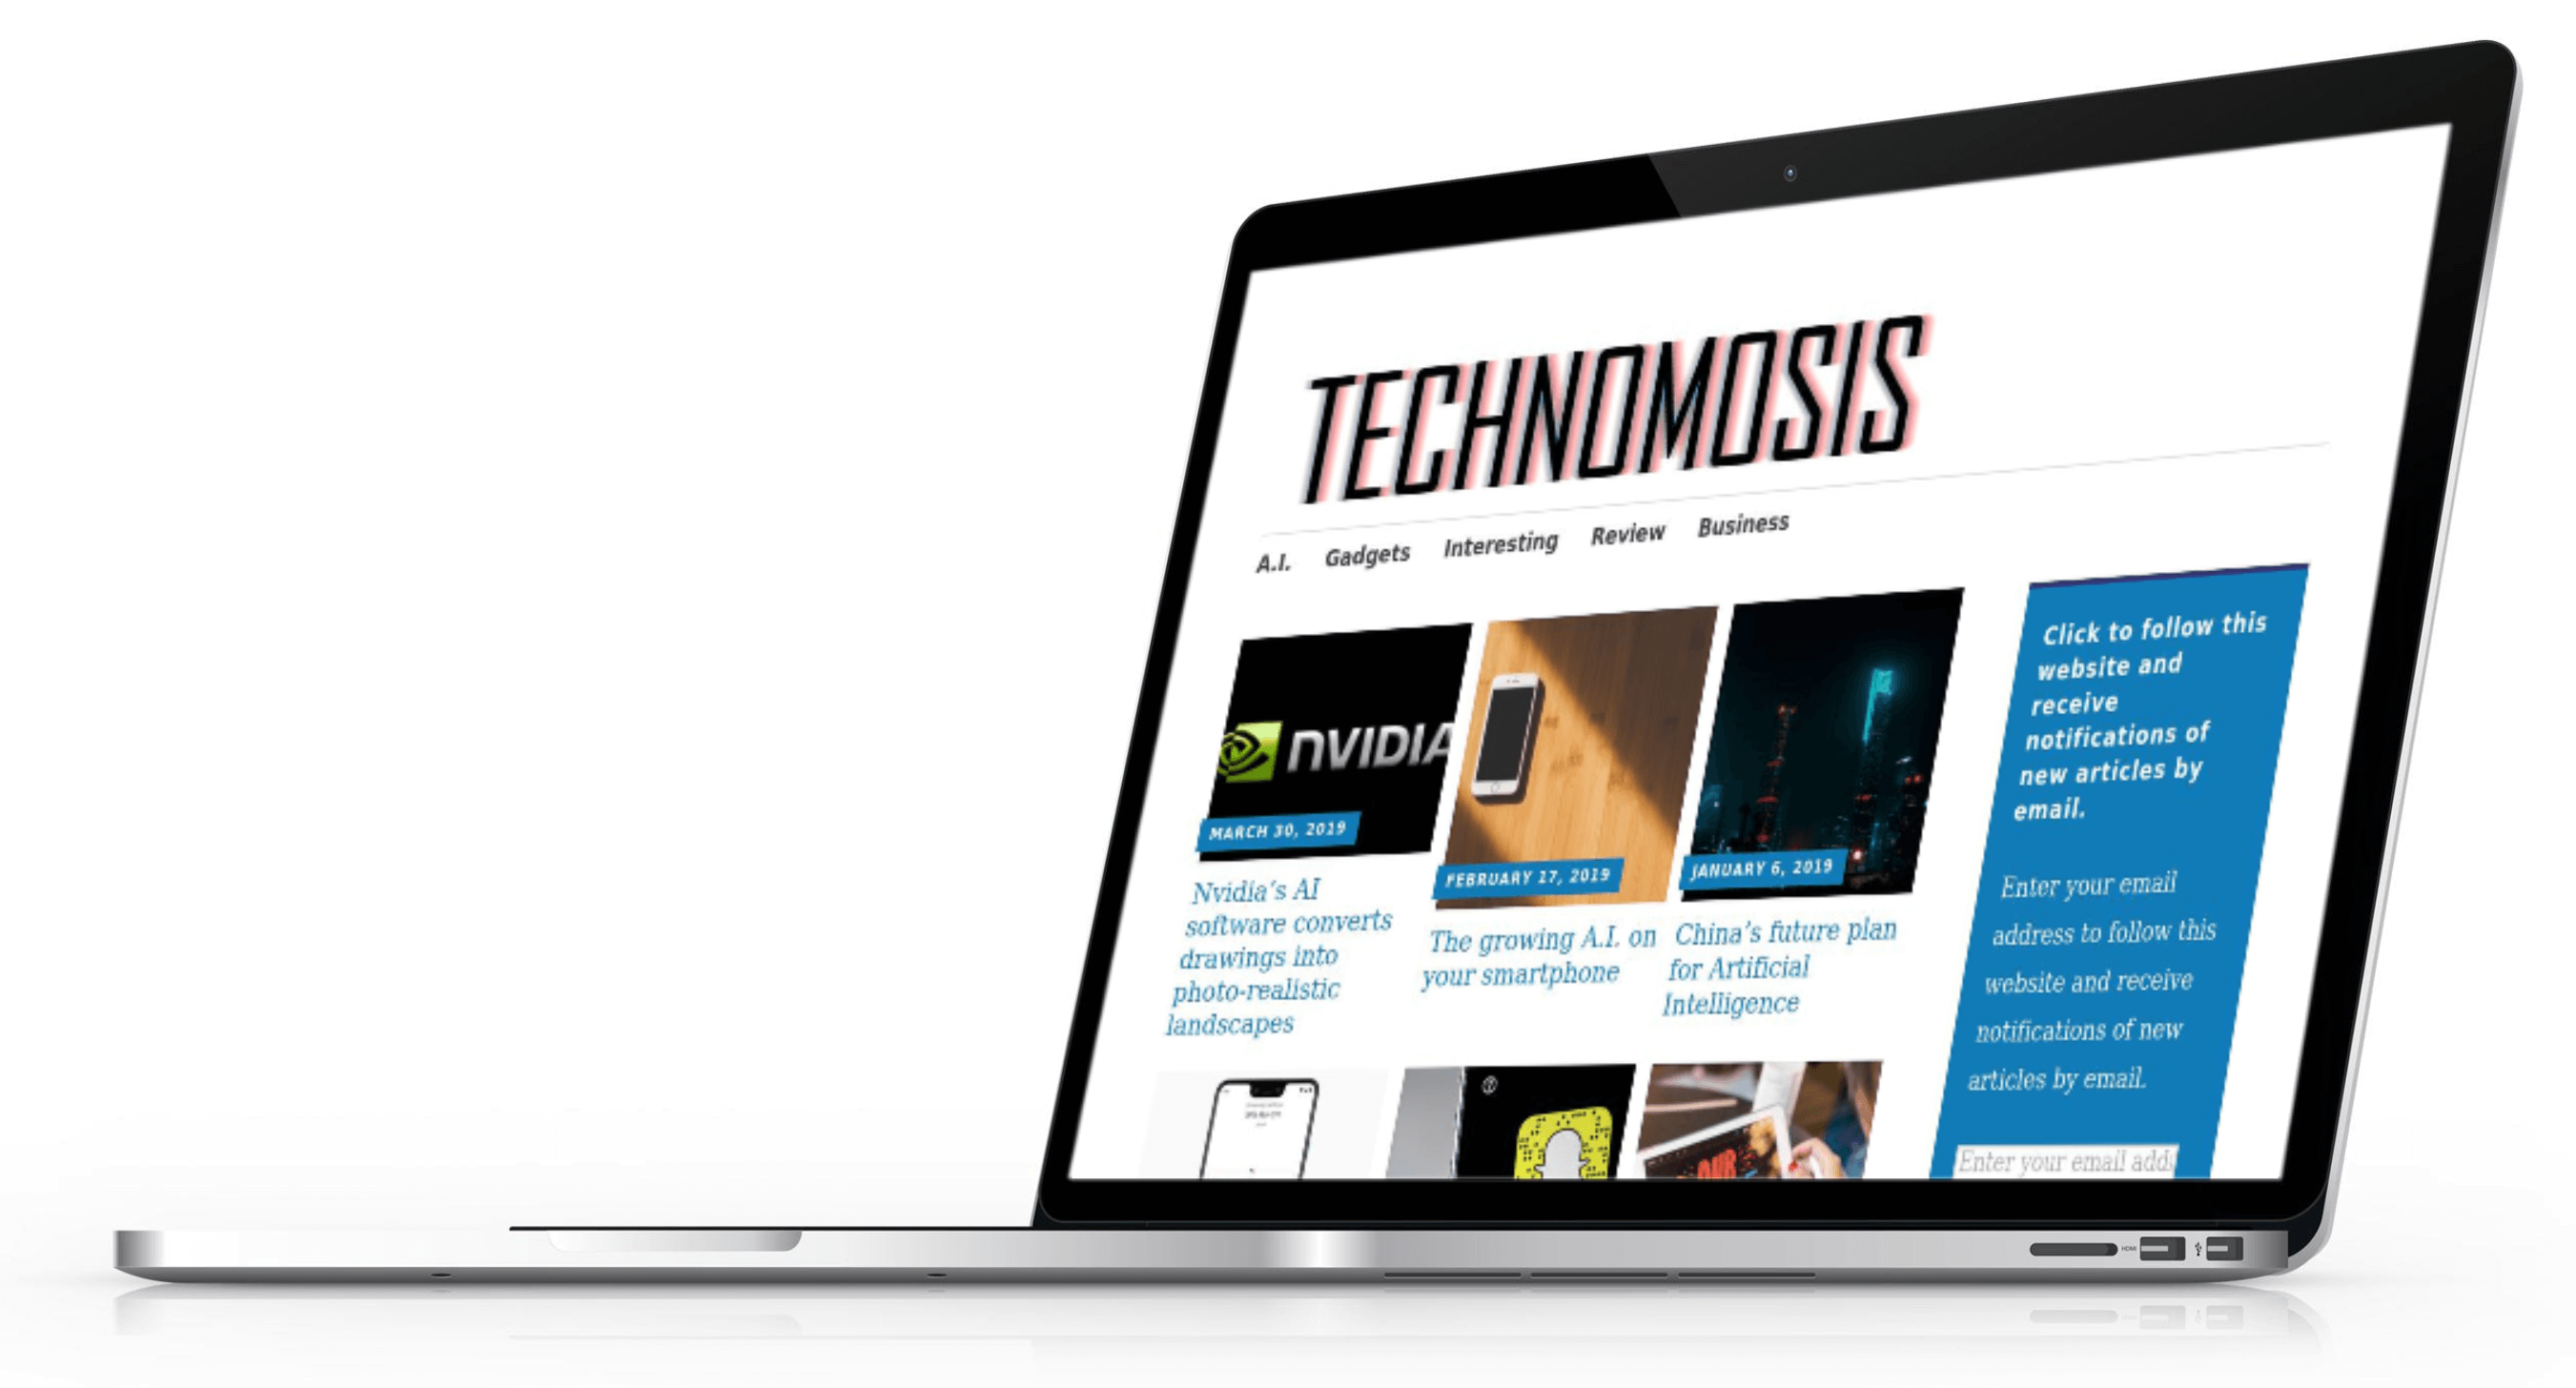 TECHNOMOSIS
A.I. Gadgets Interesting Review Business
NVIDIA
MARCH 30, 2019
Nvidia's AI
software converts
drawings into
photo-realistic
landscapes
FEBRUARY 17, 2019
The growing A.I. on
your smartphone
JANUARY 6, 2019
China's future plan
for Artificial
Intelligence
OUR
Click to follow this
website and
receive
notifications of
new articles by
email.
Enter your email
address to follow this
website and receive
notifications of new
articles by email.
Enter your email
HDMI